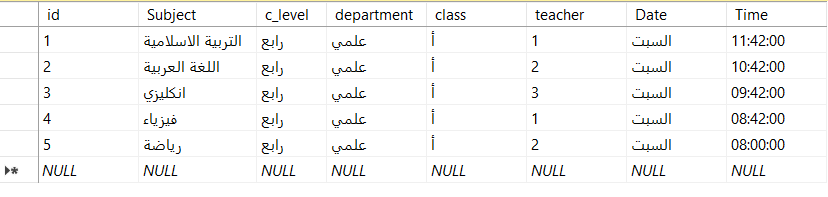 id Subject c_level department class teacher Date Time
1 التربية الاسلامية رابع علمي أ 1 السبت 11:42:00
2 اللغة العربية رابع علمي أ 2 السبت 10:42:00
3 انكليزي رابع علمي أ 3 السبت 09:42:00
4 فيزياء رابع علمي أ 1 السبت 08:42:00
5 رياضة رابع علمي أ 2 السبت 08:00:00
NULL NULL NULL NULL NULL NULL NULL NULL